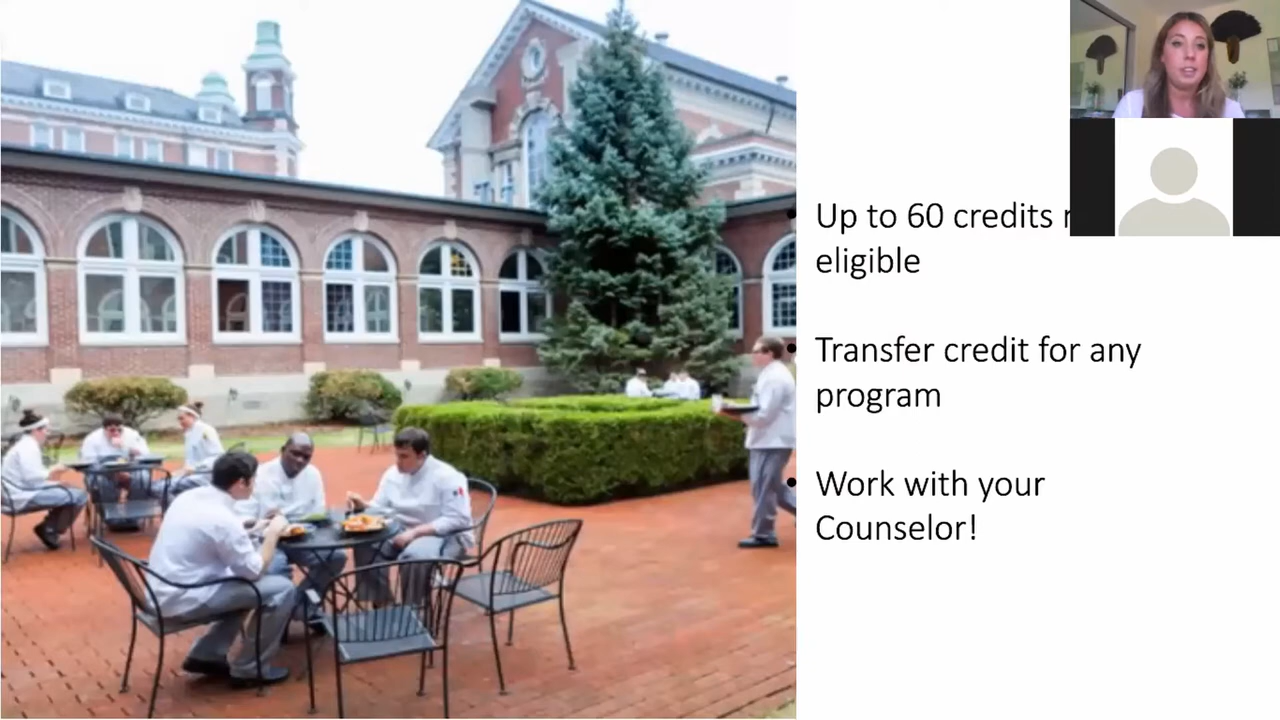 Up to 60 credits
eligible
Transfer credit for any
program
Work with your
Counselor!